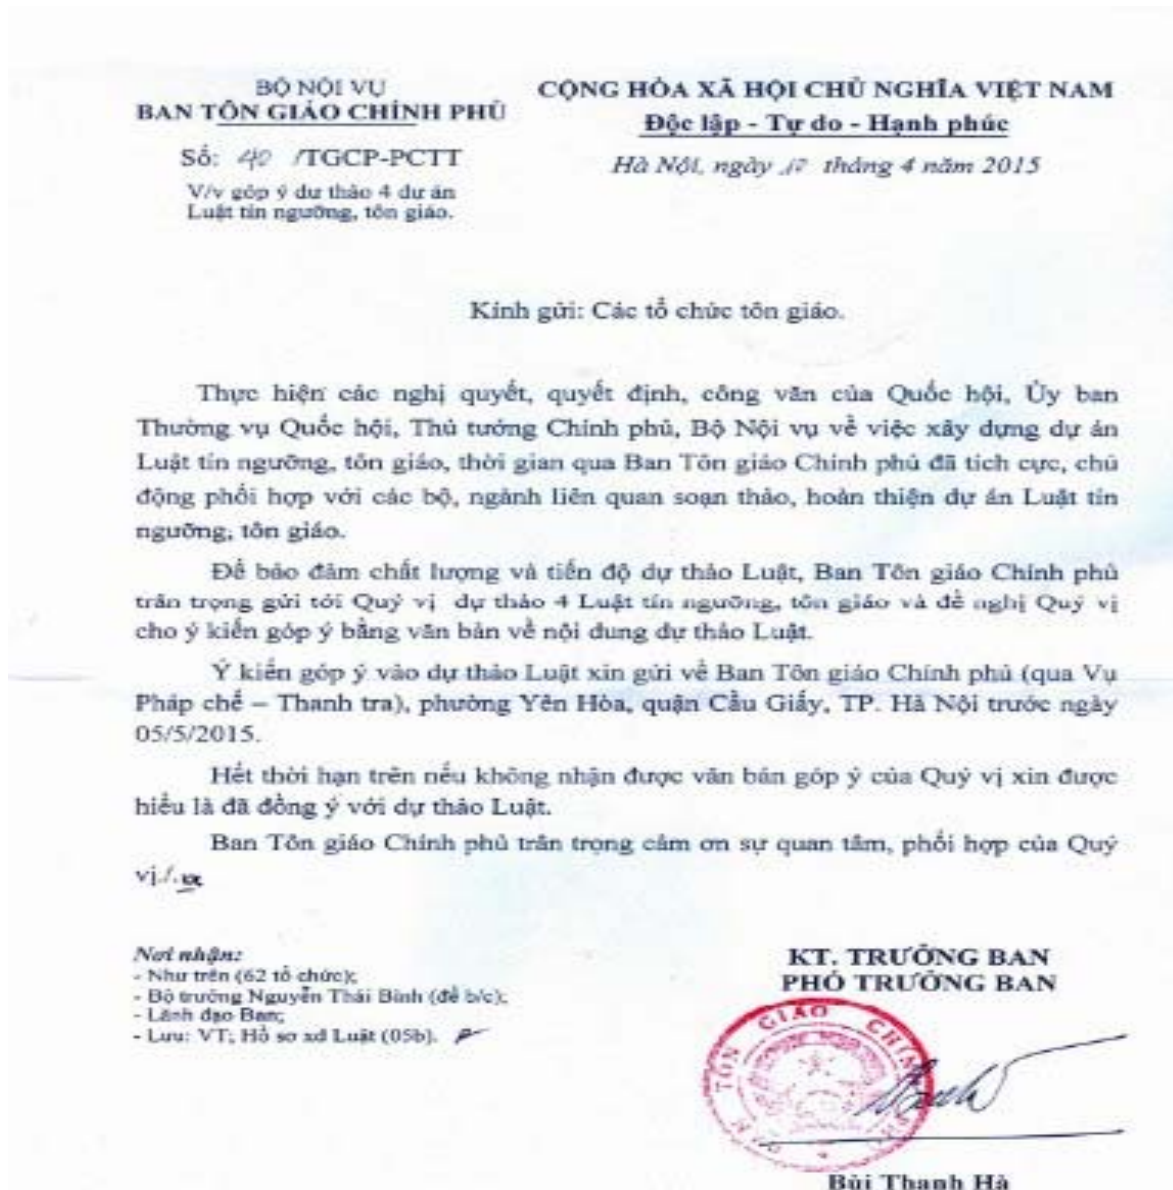 BỘ NỘI VỤ
BAN TÔN GIÁO CHÍNH PHỦ
CỘNG HÒA XÃ HỘI CHỦ NGHĨA VIỆT NAM
Độc lập - Tự do - Hạnh phúc
Số: 40 /TGCP-PCTT
Hà Nội, ngày tháng 4 năm 2015
V/v góp ý dự thảo 4 dự án
Luật tín ngưỡng, tôn giáo.
Kính gửi: Các tổ chức tôn giáo.
Thực hiện các nghị quyết, quyết định, công văn của Quốc hội, Ủy ban
Thường vụ Quốc hội, Thủ tướng Chính phủ, Bộ Nội vụ về việc xây dựng dự án
Luật tín ngưỡng, tôn giáo, thời gian qua Ban Tôn giáo Chính phủ đã tích cực, chủ
động phối hợp với các bộ, ngành liên quan soạn thảo, hoàn thiện dự án Luật tín
ngưỡng, tôn giáo.
Để bảo đảm chất lượng và tiến độ dự thảo Luật, Ban Tôn giáo Chính phủ
trân trọng gửi tới Quý vị dự thảo 4 Luật tín ngưỡng, tôn giáo và đề nghị Quý vị
cho ý kiến góp ý bằng văn bản về nội dung dự thảo Luật.
Ý kiến góp ý vào dự thảo Luật xin gửi về Ban Tôn giáo Chính phủ (qua Vụ
Pháp chế – Thanh tra), phường Yên Hòa, quận Cầu Giấy, TP. Hà Nội trước ngày
05/5/2015.
Hết thời hạn trên nếu không nhận được văn bản góp ý của Quý vị xin được
hiểu là đã đồng ý với dự thảo Luật.
Ban Tôn giáo Chính phủ trân trọng cảm ơn sự quan tâm, phối hợp của Quý
vị./.
Nơi nhận:
- Như trên (62 tổ chức);
- Bộ trưởng Nguyễn Thái Bình (để b/c);
- Lãnh đạo Ban;
- Lưu: VT; Hồ sơ xd Luật (05b).
KT. TRƯỞNG BAN
PHÓ TRƯỞNG BAN
TÔN GIÁO CHÍNH
Bùi Thanh Hà